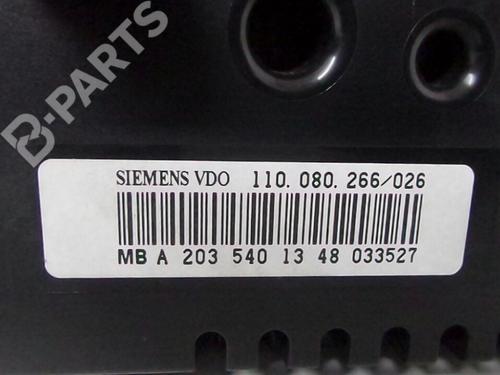 B-PARTS
SIEMENS VDO 110.080.266/026
MB A 203 540 13 48 033527